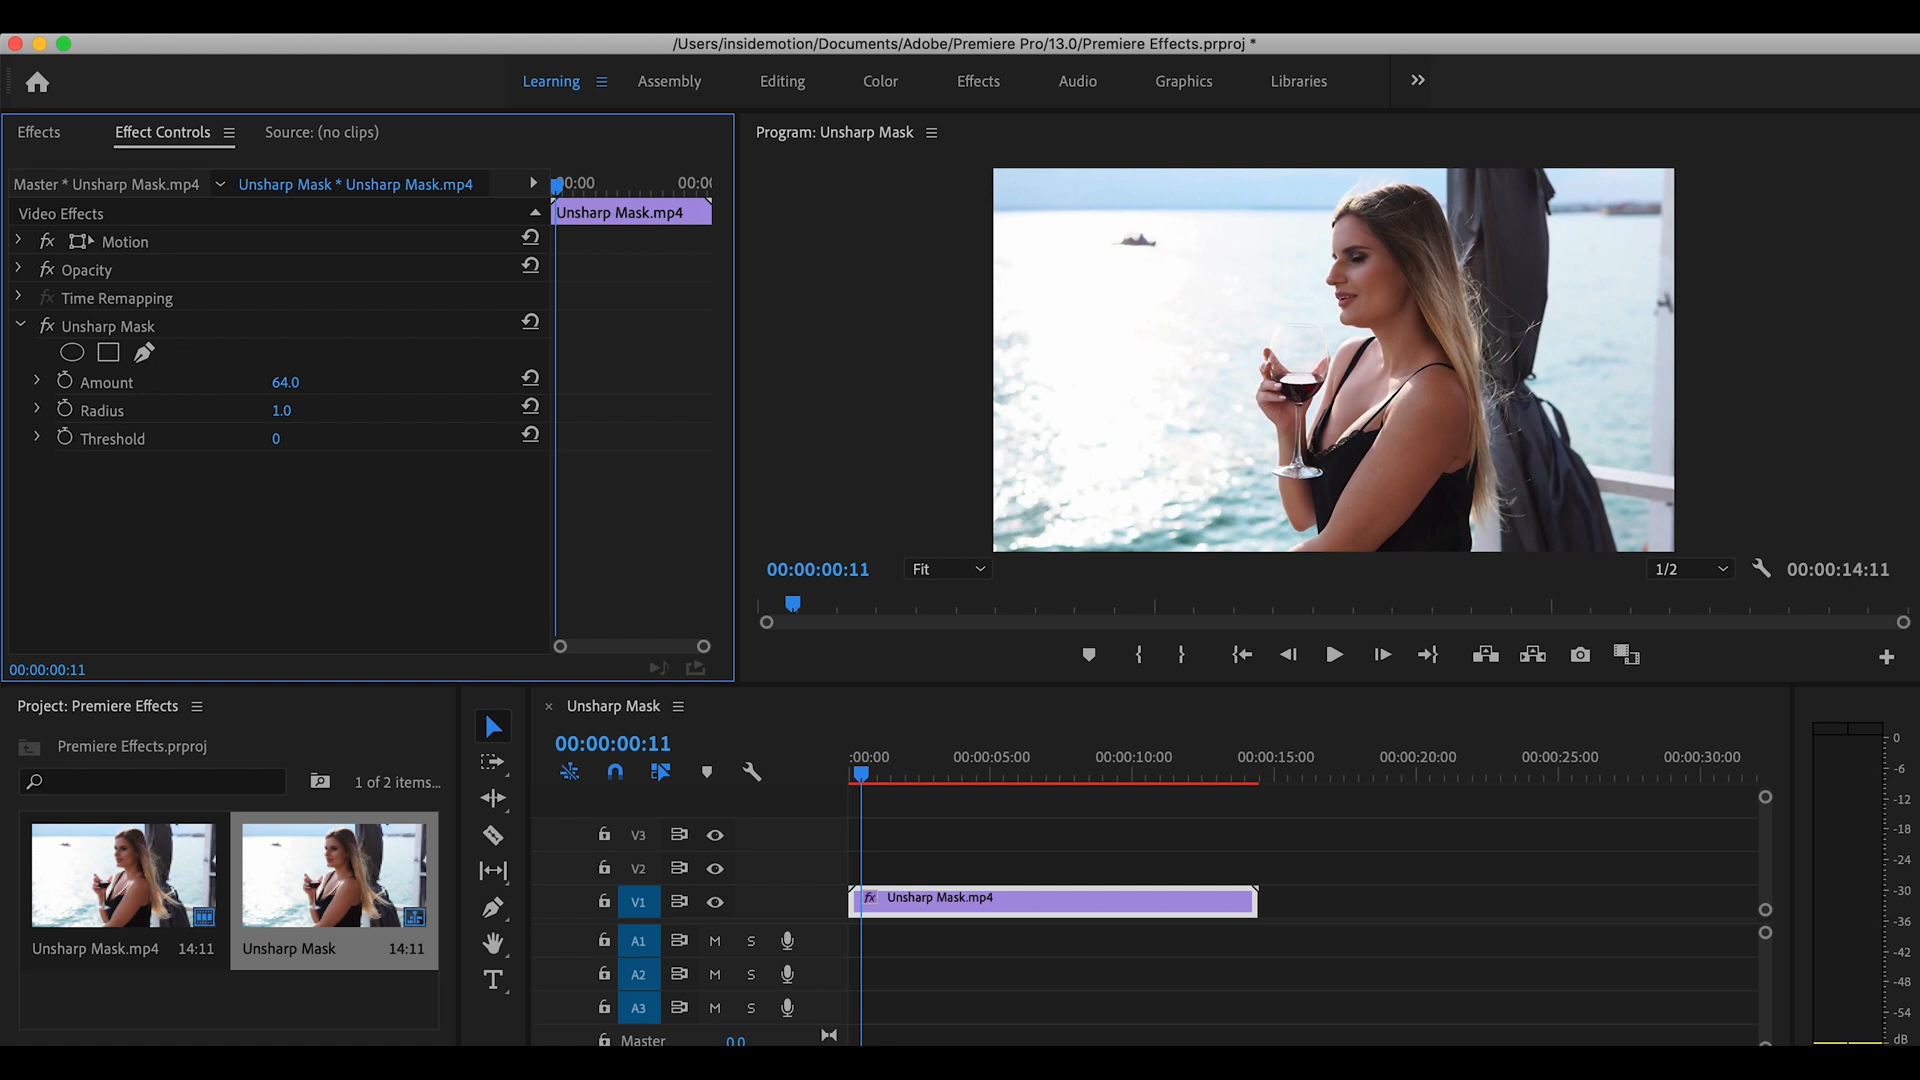 /Users/insidemotion/Documents/Adobe/Premiere Pro/13.0/Premiere Effects.prproj *
Learning Assembly Editing Color Effects Audio Graphics Libraries
Effects Effect Controls Source: (no clips)
Master * Unsharp Mask.mp4 Unsharp Mask * Unsharp Mask.mp4
00:00 00:0
Video Effects
Unsharp Mask.mp4
fx Motion
fx Opacity
fx Time Remapping
fx Unsharp Mask
Amount 64.0
Radius 1.0
Threshold 0
00:00:00:11
Program: Unsharp Mask
00:00:00:11 Fit 1/2 00:00:14:11
Project: Premiere Effects
Premiere Effects.prproj
1 of 2 items...
Unsharp Mask.mp4 14:11
Unsharp Mask 14:11
× Unsharp Mask
00:00:00:11
:00:00 00:00:05:00 00:00:10:00 00:00:15:00 00:00:20:00 00:00:25:00 00:00:30:00
V3
V2
V1 fx Unsharp Mask.mp4
A1 M S
A2 M S
A3 M S
Master 0.0
0
-6
-12
-18
-24
-30
-36
-42
-48
-54
dB